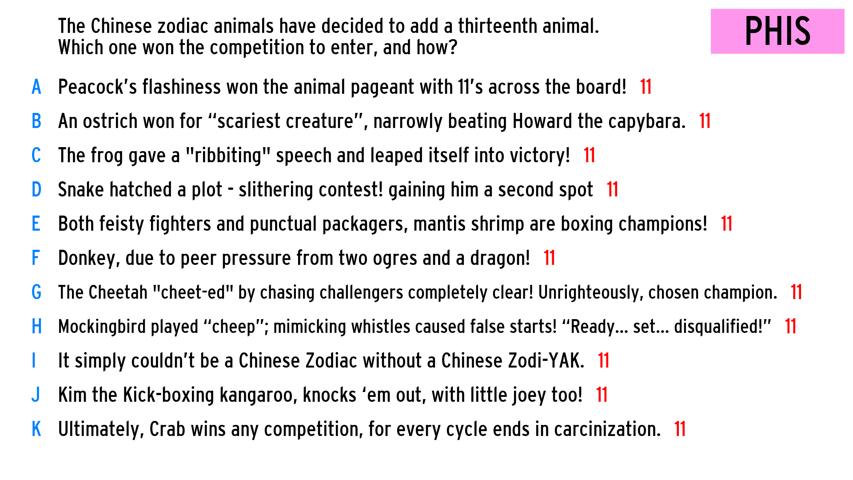 The Chinese zodiac animals have decided to add a thirteenth animal.
Which one won the competition to enter, and how?
PHIS
A Peacock's flashiness won the animal pageant with 11's across the board! 11
B An ostrich won for “scariest creature”, narrowly beating Howard the capybara. 11
C The frog gave a "ribbiting" speech and leaped itself into victory! 11
D Snake hatched a plot - slithering contest! gaining him a second spot 11
E Both feisty fighters and punctual packagers, mantis shrimp are boxing champions! 11
F Donkey, due to peer pressure from two ogres and a dragon! 11
G The Cheetah "cheet-ed" by chasing challengers completely clear! Unrighteously, chosen champion. 11
H Mockingbird played “cheep”; mimicking whistles caused false starts! “Ready... set... disqualified!” 11
I It simply couldn't be a Chinese Zodiac without a Chinese Zodi-YAK. 11
J Kim the Kick-boxing kangaroo, knocks ‘em out, with little joey too! 11
K Ultimately, Crab wins any competition, for every cycle ends in carcinization. 11